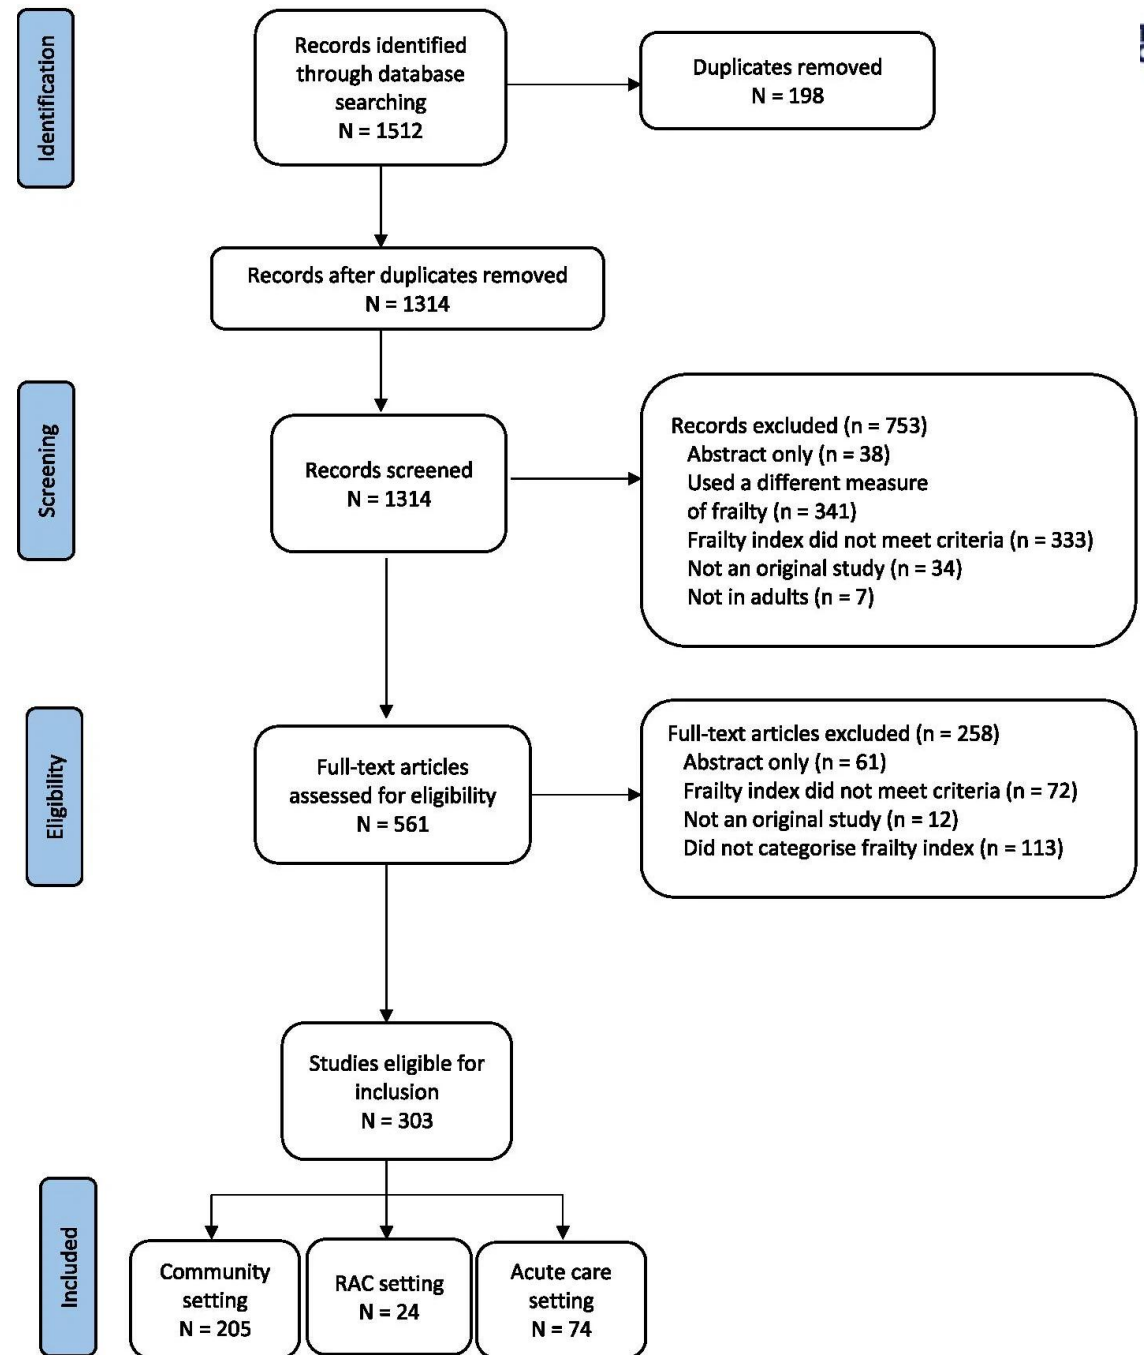 Identification
Records identified
through database
searching
N = 1512
Duplicates removed
N = 198
Records after duplicates removed
N = 1314
Screening
Records screened
N = 1314
Records excluded (n = 753)
Abstract only (n = 38)
Used a different measure
of frailty (n = 341)
Frailty index did not meet criteria (n = 333)
Not an original study (n = 34)
Not in adults (n = 7)
Eligibility
Full-text articles
assessed for eligibility
N = 561
Full-text articles excluded (n = 258)
Abstract only (n = 61)
Frailty index did not meet criteria (n = 72)
Not an original study (n = 12)
Did not categorise frailty index (n = 113)
Studies eligible for
inclusion
N = 303
Included
Community
setting
N = 205
RAC setting
N = 24
Acute care
setting
N = 74